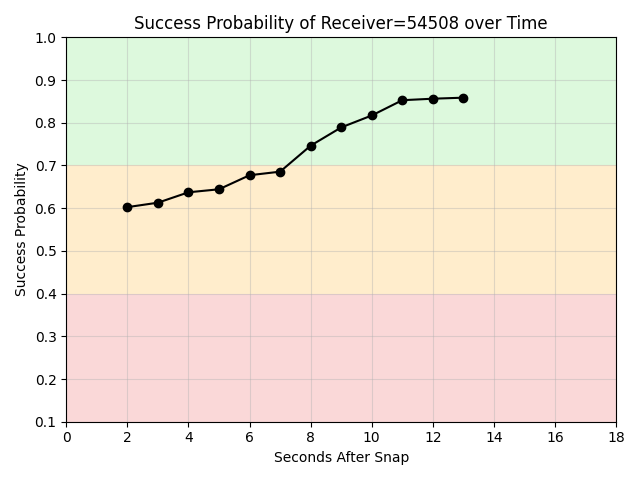 Success Probability of Receiver=54508 over Time
1.0
0.9
0.8
0.7
0.6
0.5
0.4
0.3
0.2
0.1
Success Probability
0 2 4 6 8 10 12 14 16 18
Seconds After Snap